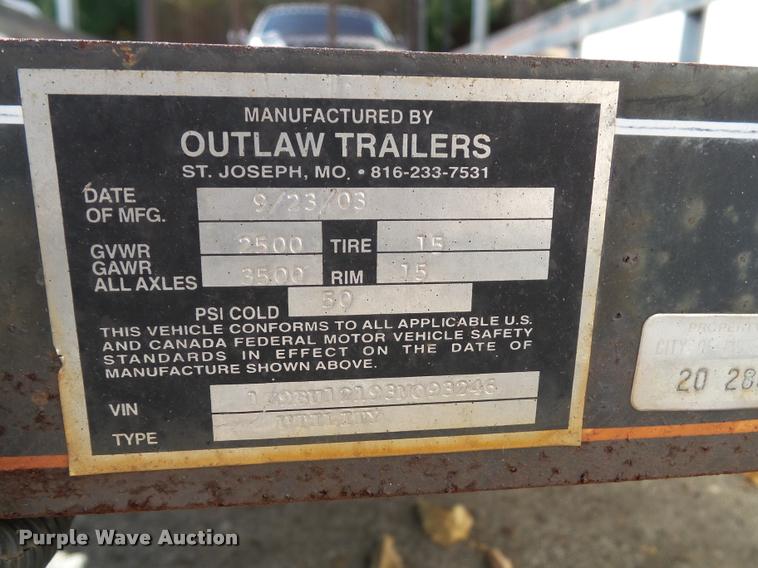 MANUFACTURED BY
OUTLAW TRAILERS
ST. JOSEPH, MO. • 816-233-7531
DATE OF MFG. 9/23/03
GVWR 2500 TIRE 15
GAWR ALL AXLES 3500 RIM 15
PSI COLD 50
THIS VEHICLE CONFORMS TO ALL APPLICABLE U.S.
AND CANADA FEDERAL MOTOR VEHICLE SAFETY
STANDARDS IN EFFECT ON THE DATE OF
MANUFACTURE SHOWN ABOVE.
VIN
TYPE UTILITY
PROPERTY
CITY
20 28
Purple Wave Auction